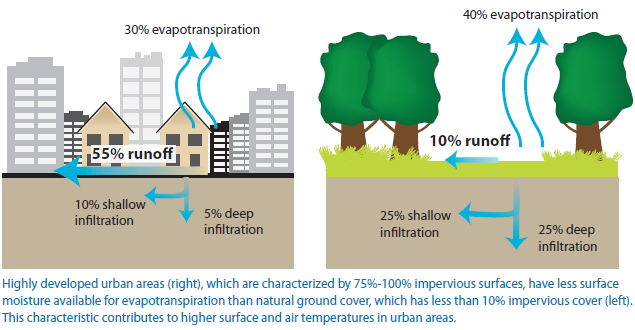 30% evapotranspiration
55% runoff
10% shallow
infiltration
5% deep
infiltration
40% evapotranspiration
10% runoff
25% shallow
infiltration
25% deep
infiltration
Highly developed urban areas (right), which are characterized by 75%-100% impervious surfaces, have less surface
moisture available for evapotranspiration than natural ground cover, which has less than 10% impervious cover (left).
This characteristic contributes to higher surface and air temperatures in urban areas.